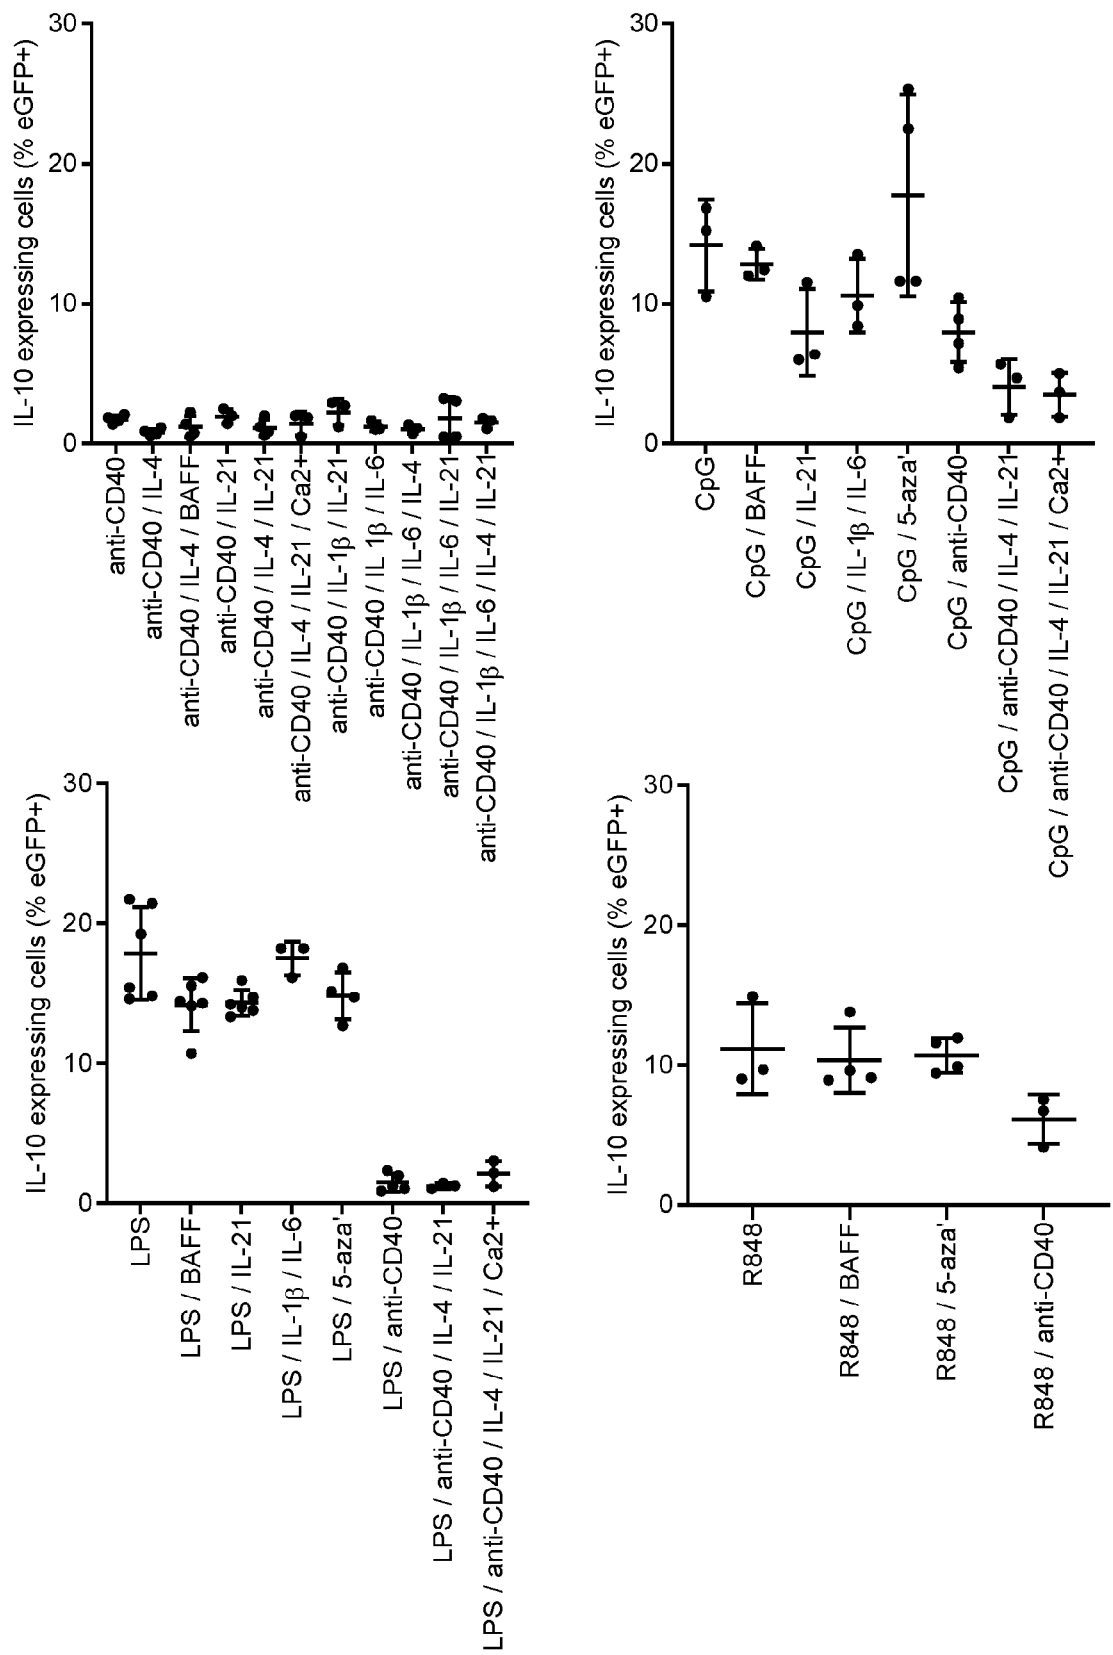 IL-10 expressing cells (% eGFP+)
30
20
10
0
anti-CD40
anti-CD40 / IL-4
anti-CD40 / IL-4 / BAFF
anti-CD40 / IL-21
anti-CD40 / IL-4 / IL-21
anti-CD40 / IL-4 / IL-21 / Ca2+
anti-CD40 / IL-1β / IL-21
anti-CD40 / IL 1β / IL-6
anti-CD40 / IL-1β / IL-6 / IL-4
anti-CD40 / IL-1β / IL-6 / IL-21
anti-CD40 / IL-1β / IL-6 / IL-4 / IL-21
IL-10 expressing cells (% eGFP+)
30
20
10
0
CpG
CpG / BAFF
CpG / IL-21
CpG / IL-1β / IL-6
CpG / 5-aza'
CpG / anti-CD40
CpG / anti-CD40 / IL-4 / IL-21
CpG / anti-CD40 / IL-4 / IL-21 / Ca2+
IL-10 expressing cells (% eGFP+)
30
20
10
0
LPS
LPS / BAFF
LPS / IL-21
LPS / IL-1β / IL-6
LPS / 5-aza'
LPS / anti-CD40
LPS / anti-CD40 / IL-4 / IL-21
LPS / anti-CD40 / IL-4 / IL-21 / Ca2+
IL-10 expressing cells (% eGFP+)
30
20
10
0
R848
R848 / BAFF
R848 / 5-aza'
R848 / anti-CD40